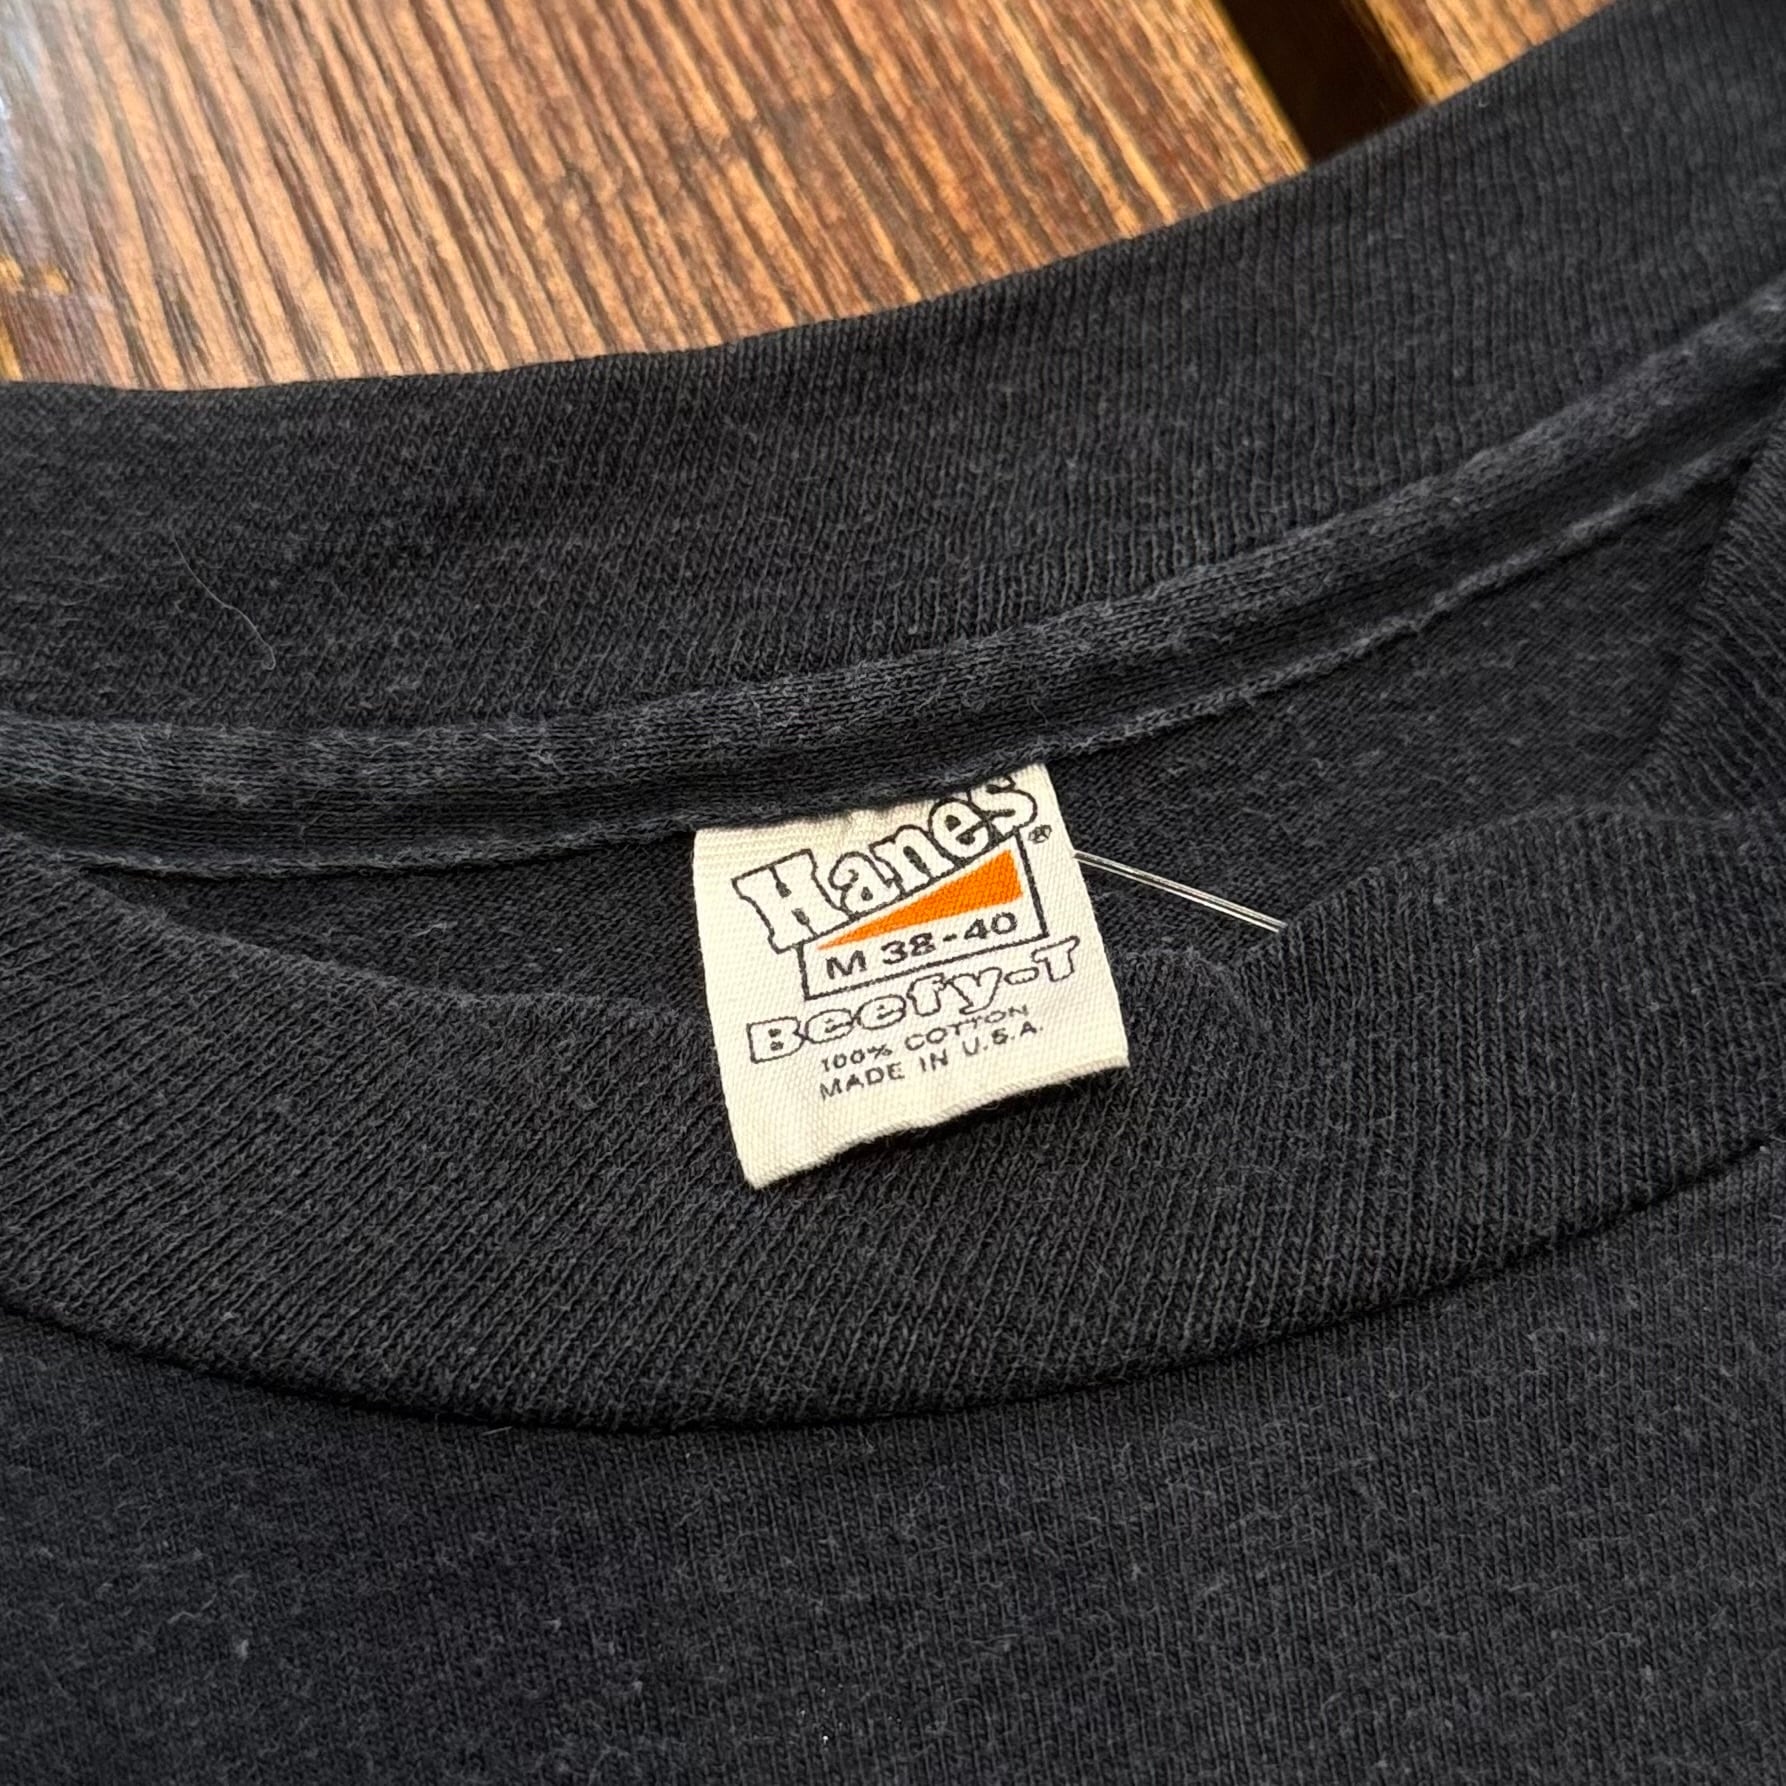 Hanes®
M 38-40
Beefy-T
100% COTTON
MADE IN U.S.A.